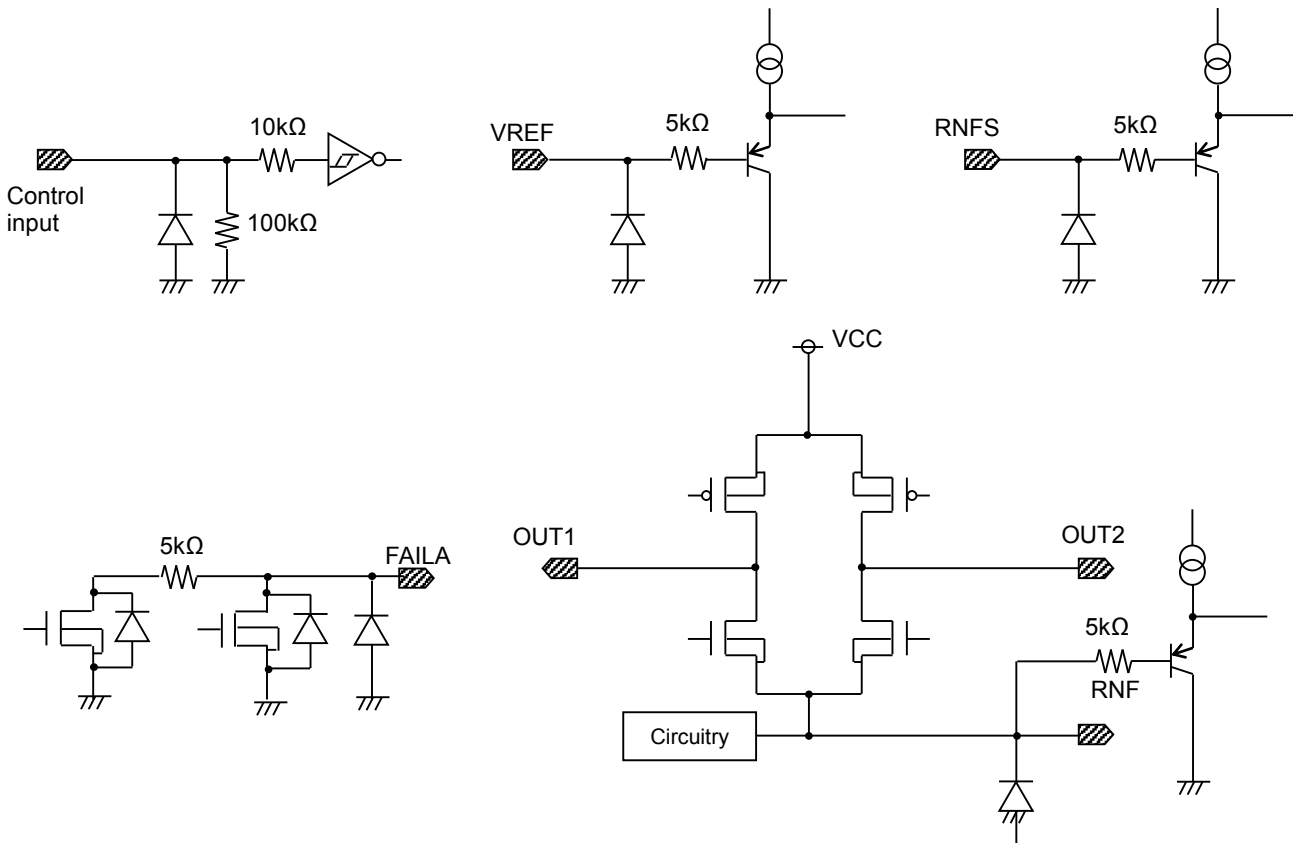 10kΩ
Control
input
100kΩ
VREF
5kΩ
RNFS
5kΩ
VCC
5kΩ
FAILA
OUT1
OUT2
5kΩ
RNF
Circuitry